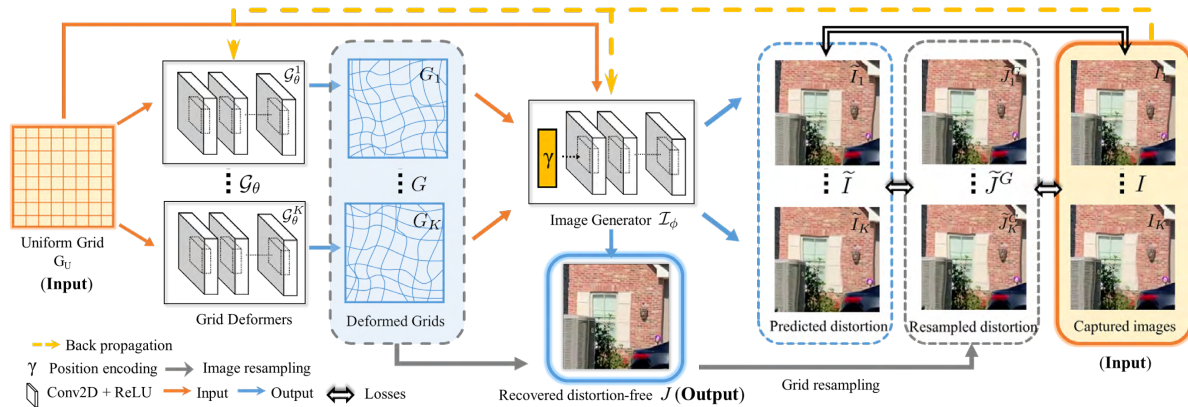 𝒢_θ^1
G_1
Ĩ_1
J̃_1^G
I_1
γ
𝒢_θ
G
Ĩ
J̃^G
I
𝒢_θ^K
G_K
Ĩ_K
J̃_K^G
I_K
Image Generator ℐ_ϕ
Uniform Grid
G_U
(Input)
Grid Deformers
Deformed Grids
Predicted distortion
Resampled distortion
Captured images
(Input)
Back propagation
γ Position encoding
Image resampling
Conv2D + ReLU
Input
Output
Losses
Recovered distortion-free J (Output)
Grid resampling